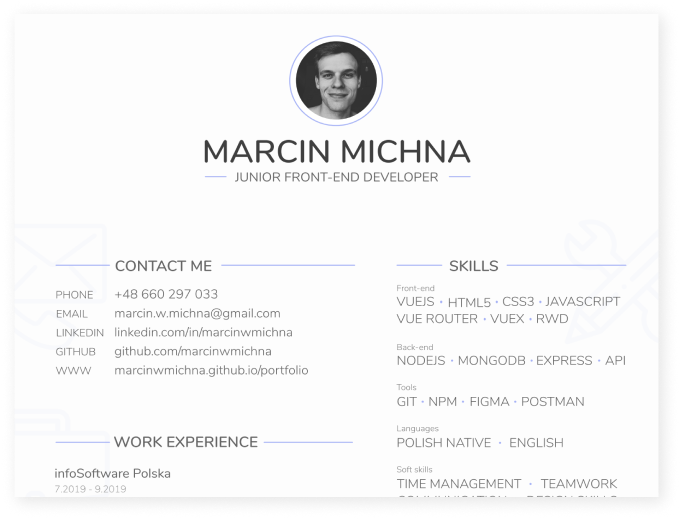 MARCIN MICHNA
JUNIOR FRONT-END DEVELOPER
CONTACT ME
PHONE +48 660 297 033
EMAIL marcin.w.michna@gmail.com
LINKEDIN linkedin.com/in/marcinwmichna
GITHUB github.com/marcinwmichna
WWW marcinwmichna.github.io/portfolio
WORK EXPERIENCE
infoSoftware Polska
7.2019 - 9.2019
SKILLS
Front-end
VUEJS • HTML5 • CSS3 • JAVASCRIPT
VUE ROUTER • VUEX • RWD
Back-end
NODEJS • MONGODB • EXPRESS • API
Tools
GIT • NPM • FIGMA • POSTMAN
Languages
POLISH NATIVE • ENGLISH
Soft skills
TIME MANAGEMENT • TEAMWORK